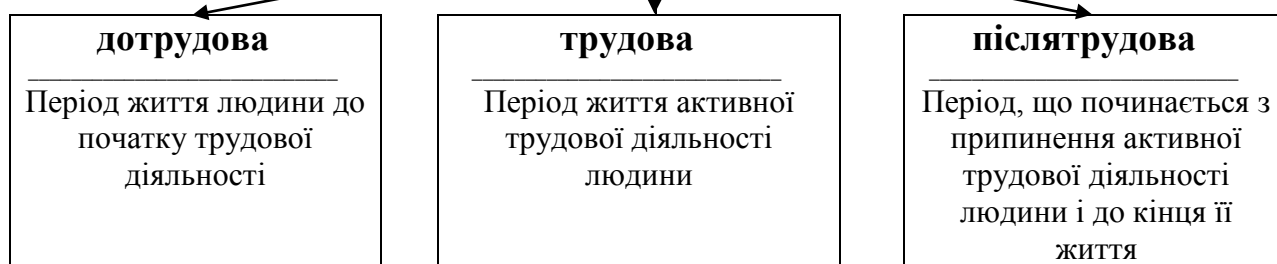 дотрудова
Період життя людини до
початку трудової
діяльності
трудова
Період життя активної
трудової діяльності
людини
післятрудова
Період, що починається з
припинення активної
трудової діяльності
людини і до кінця її
життя